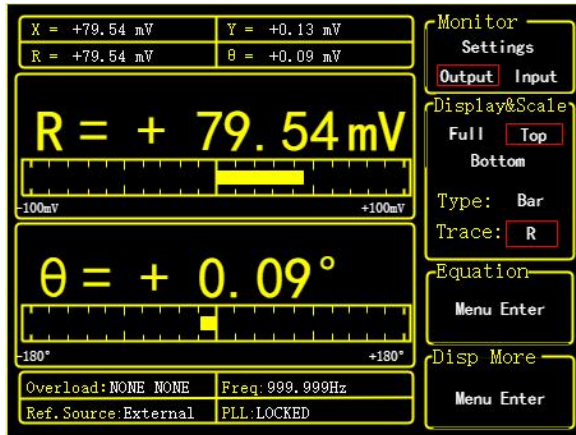 X = +79.54 mV
Y = +0.13 mV
R = +79.54 mV
θ = +0.09 mV
R = + 79.54 mV
-100mV
+100mV
θ = + 0.09°
-180°
+180°
Overload:NONE NONE
Freq:999.999Hz
Ref.Source:External
PLL:LOCKED
Monitor
Settings
Output Input
Display&Scale
Full Top
Bottom
Type: Bar
Trace: R
Equation
Menu Enter
Disp More
Menu Enter